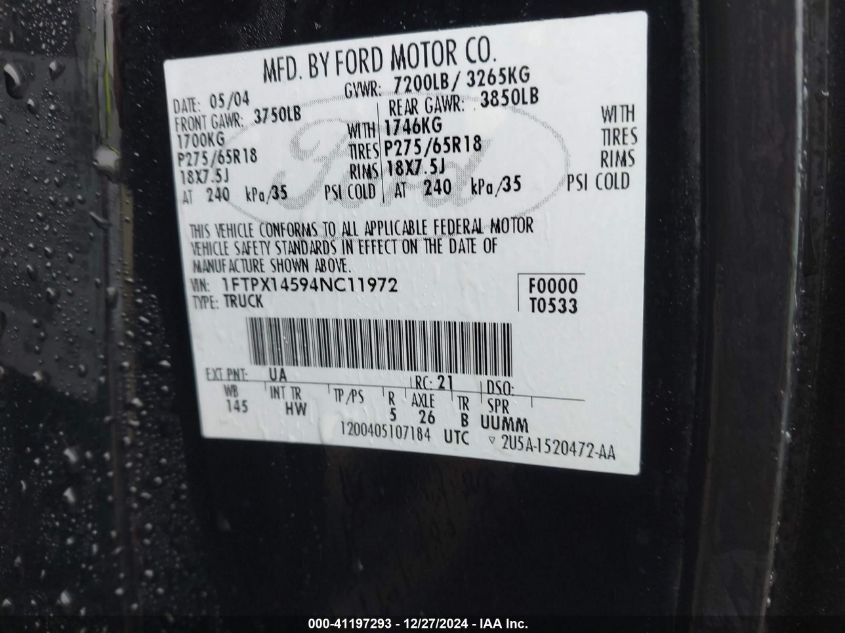 MFD. BY FORD MOTOR CO.
DATE: 05/04 GVWR: 7200LB / 3265KG
FRONT GAWR: 3750LB REAR GAWR: 3850LB
1700KG WITH 1746KG WITH
P275/65R18 TIRES P275/65R18 TIRES
18X7.5J RIMS 18X7.5J RIMS
AT 240 kPa/35 PSI COLD AT 240 kPa/35 PSI COLD
Ford
THIS VEHICLE CONFORMS TO ALL APPLICABLE FEDERAL MOTOR
VEHICLE SAFETY STANDARDS IN EFFECT ON THE DATE OF
MANUFACTURE SHOWN ABOVE.
VIN: 1FTPX14594NC11972 F0000
TYPE: TRUCK T0533
EXT PNT: UA RC: 21 DSO:
WB INT TR TP/PS R AXLE TR SPR
145 HW 5 26 B UUMM
1200405107184 UTC ▽ 2U5A-1520472-AA
000-41197293 - 12/27/2024 - IAA Inc.